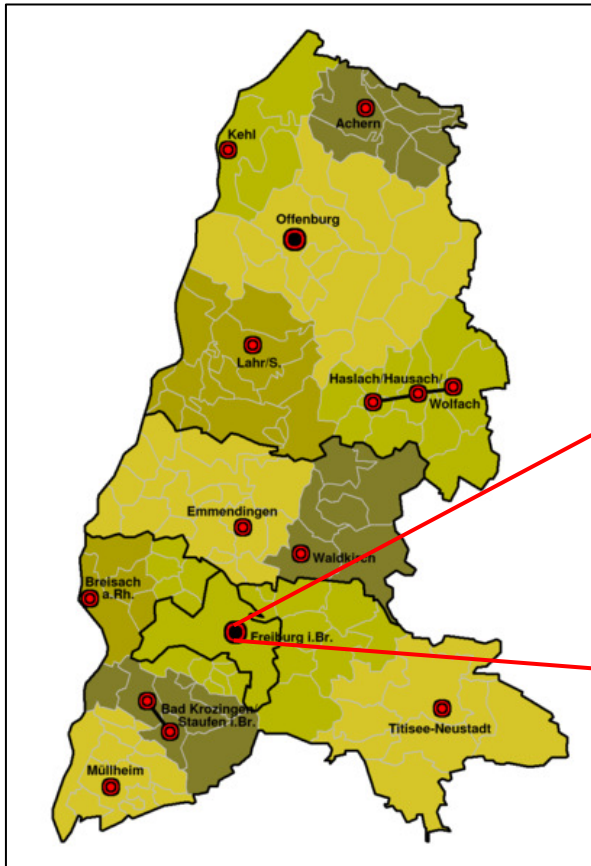 Achern
Kehl
Offenburg
Lahr/S.
Haslach/Hausach/
Wolfach
Emmendingen
Waldkirch
Breisach
a.Rh.
Freiburg i.Br.
Bad Krozingen/
Staufen i.Br.
Titisee-Neustadt
Müllheim